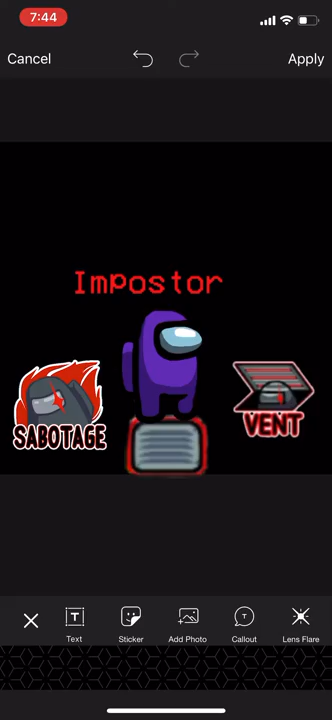 7:44
Cancel
Apply
Impostor
SABOTAGE
VENT
T
T
Text
Sticker
Add Photo
Callout
Lens Flare